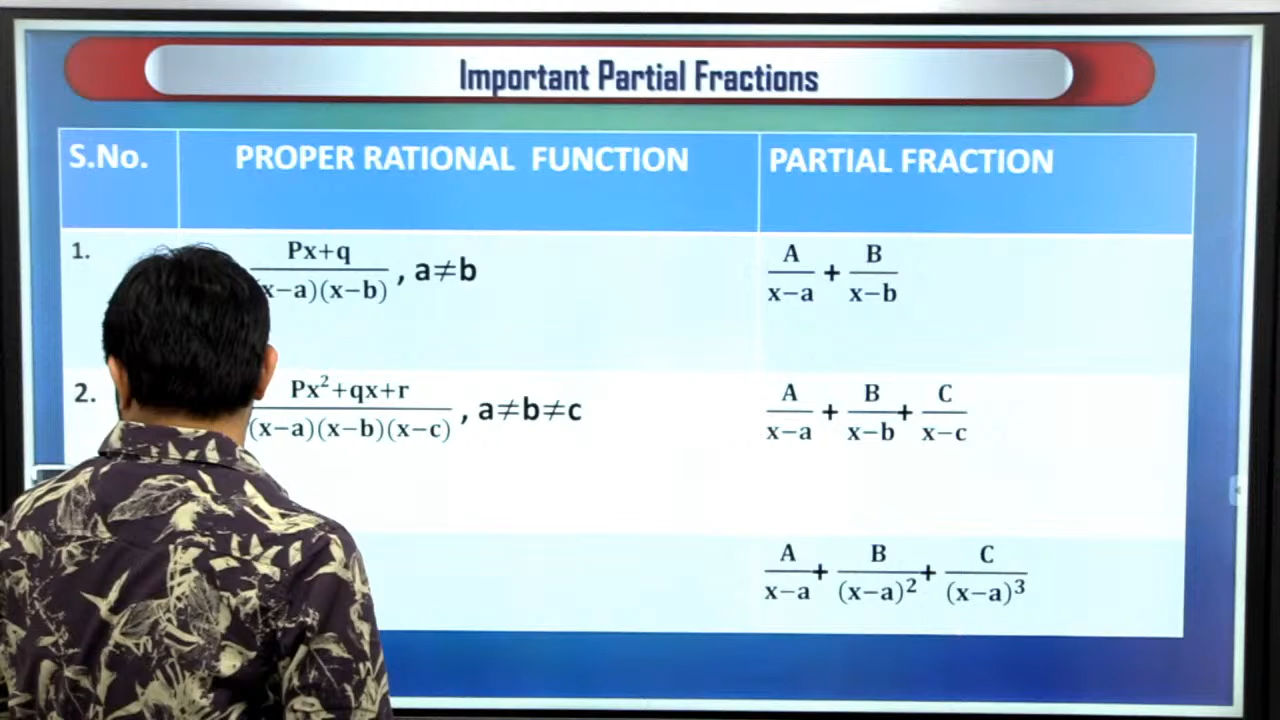 Important Partial Fractions
S.No. PROPER RATIONAL FUNCTION PARTIAL FRACTION
1. Px+q/(x−a)(x−b) , a≠b A/x−a + B/x−b
2. Px²+qx+r/(x−a)(x−b)(x−c) , a≠b≠c A/x−a + B/x−b + C/x−c
A/x−a + B/(x−a)² + C/(x−a)³